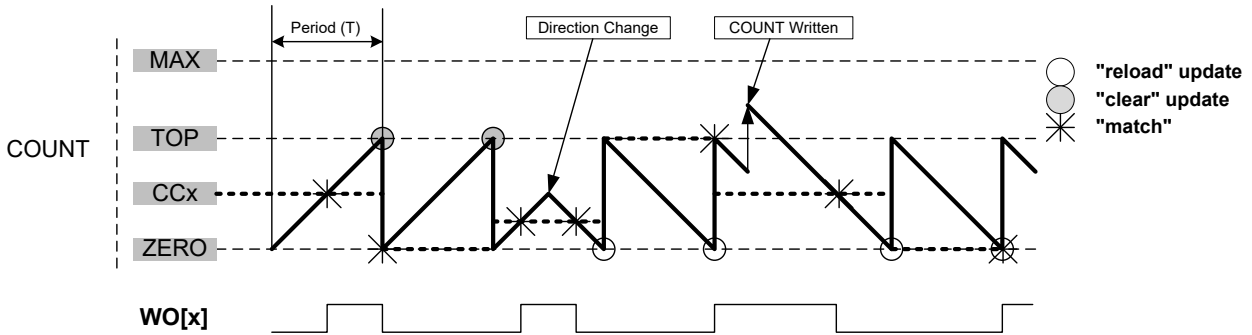 Period (T)
Direction Change
COUNT Written
MAX
"reload" update
"clear" update
TOP
"match"
COUNT
CCx
ZERO
WO[x]